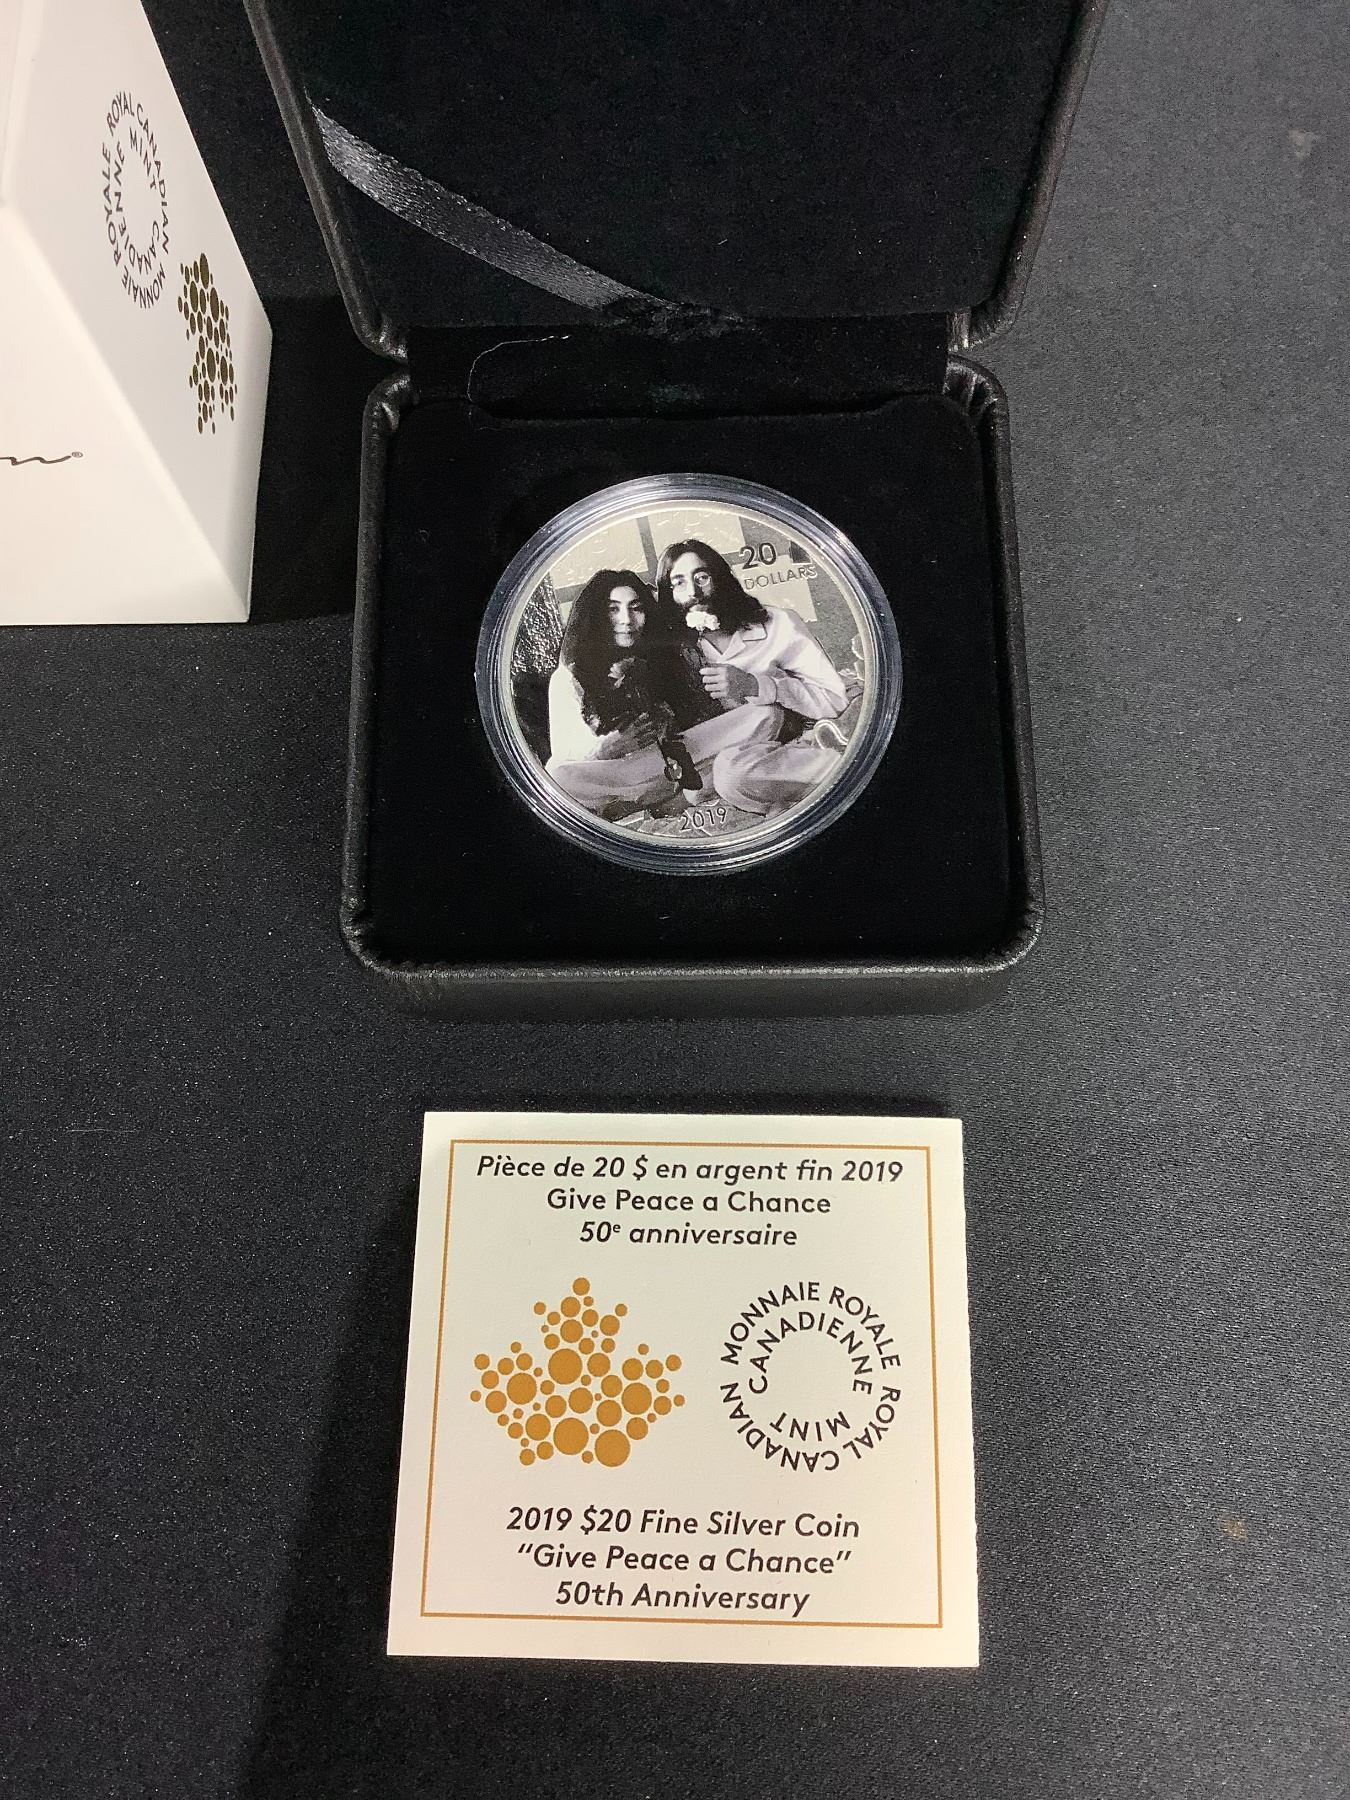 MONNAIE ROYALE CANADIENNE
ROYAL CANADIAN MINT
20
DOLLARS
2019
Pièce de 20 $ en argent fin 2019
Give Peace a Chance
50e anniversaire
MONNAIE ROYALE CANADIENNE
ROYAL CANADIAN MINT
2019 $20 Fine Silver Coin
“Give Peace a Chance”
50th Anniversary